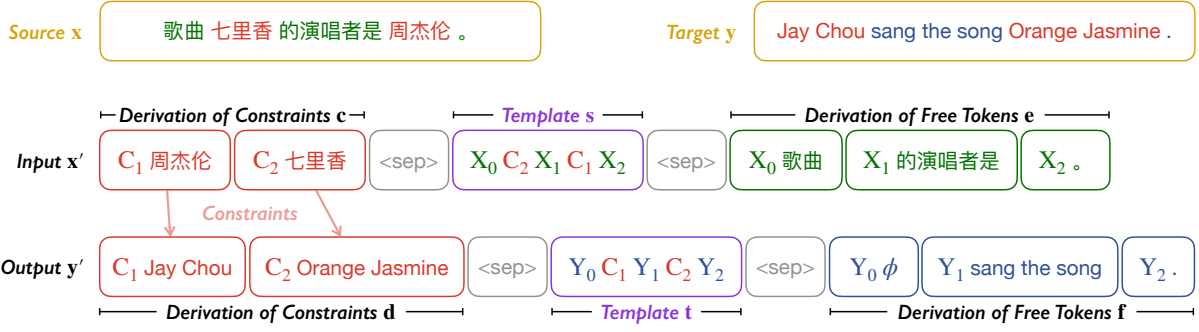 Source x 歌曲 七里香 的演唱者是 周杰伦 。 Target y Jay Chou sang the song Orange Jasmine .
Derivation of Constraints c Template s Derivation of Free Tokens e
Input x′ C₁ 周杰伦 C₂ 七里香 <sep> X₀ C₂ X₁ C₁ X₂ <sep> X₀ 歌曲 X₁ 的演唱者是 X₂ 。
Constraints
Output y′ C₁ Jay Chou C₂ Orange Jasmine <sep> Y₀ C₁ Y₁ C₂ Y₂ <sep> Y₀ ϕ Y₁ sang the song Y₂ .
Derivation of Constraints d Template t Derivation of Free Tokens f